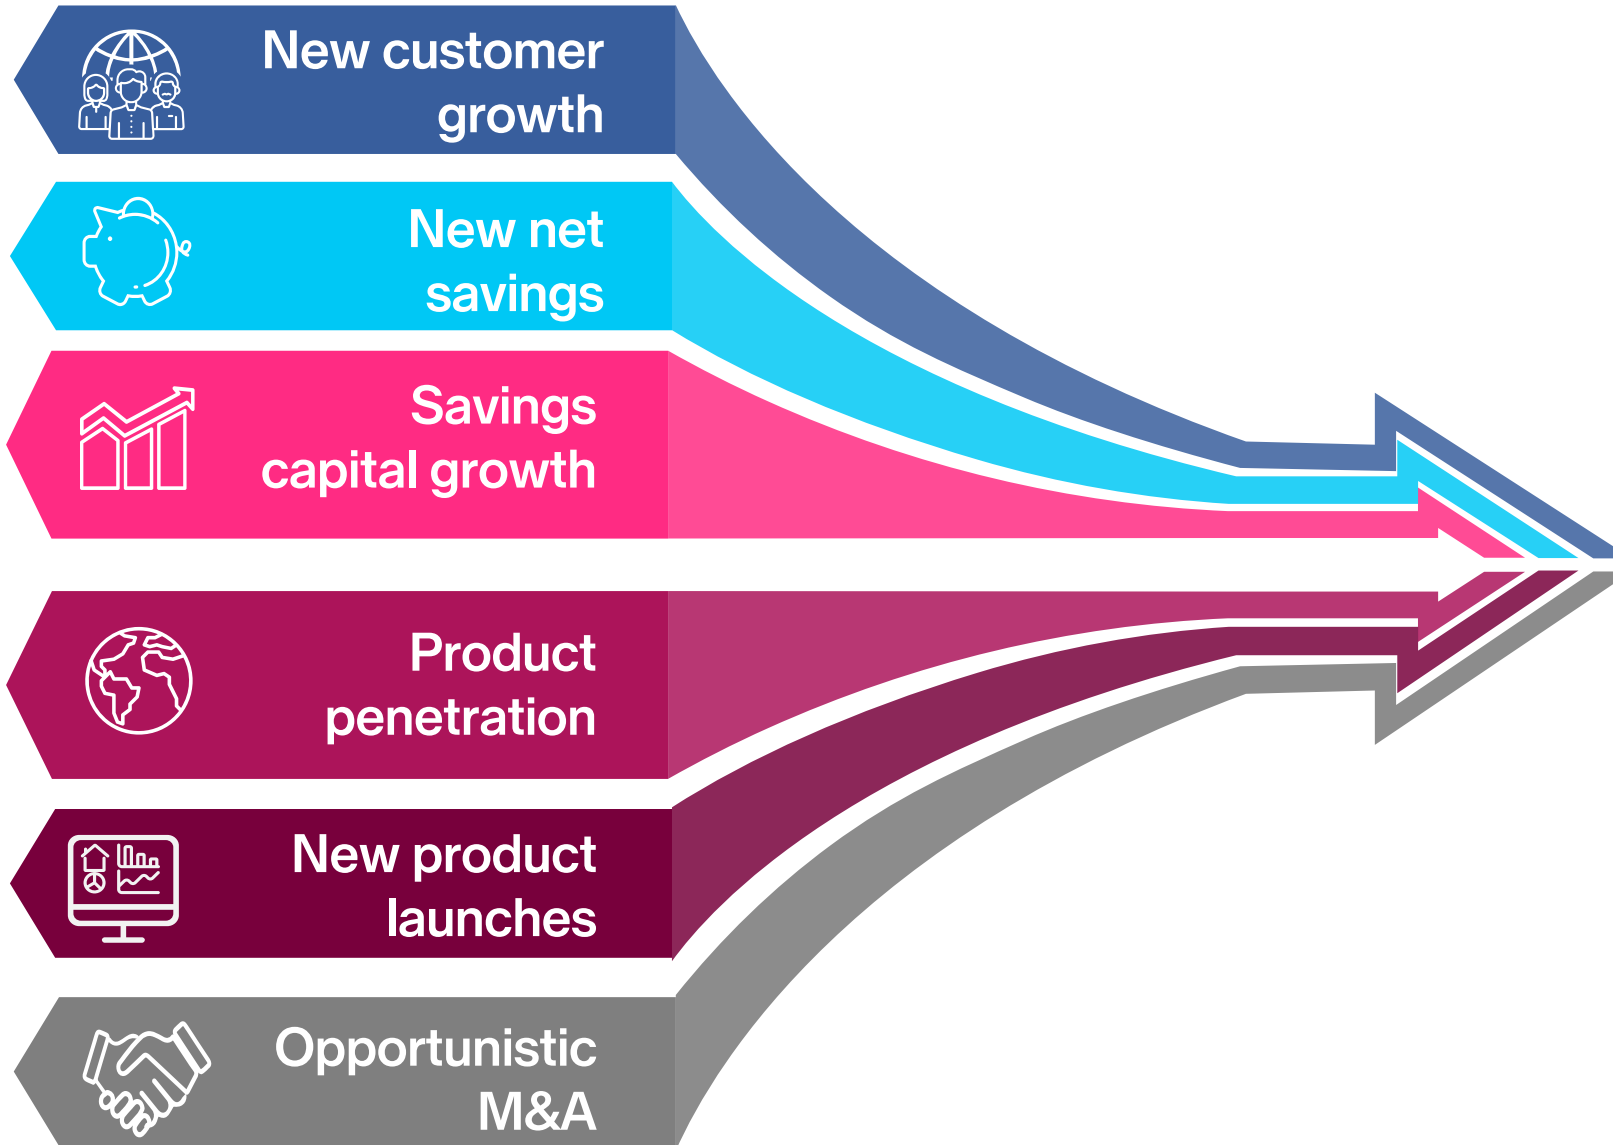 New customer
growth
New net
savings
Savings
capital growth
Product
penetration
New product
launches
Opportunistic
M&A